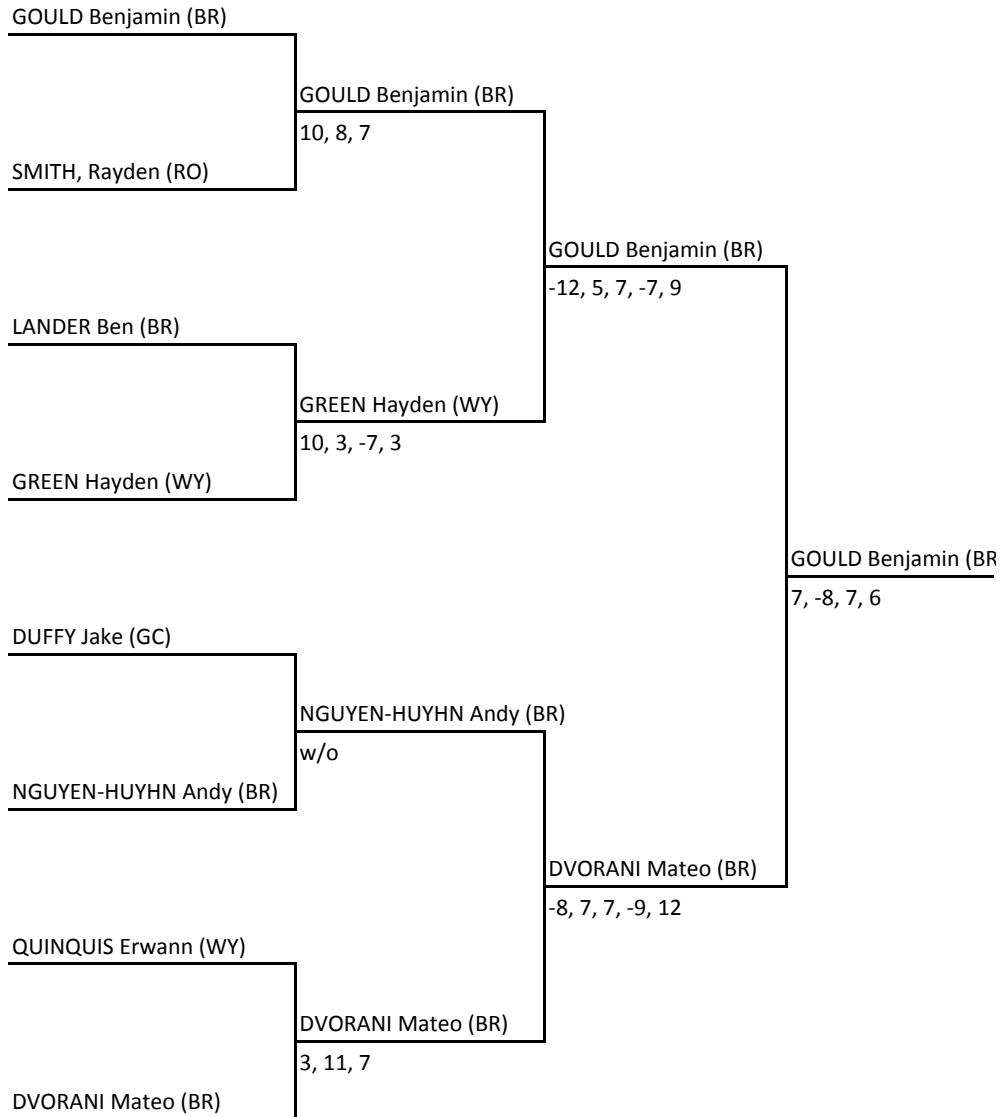 GOULD Benjamin (BR)
GOULD Benjamin (BR)
10, 8, 7
SMITH, Rayden (RO)
GOULD Benjamin (BR)
-12, 5, 7, -7, 9
LANDER Ben (BR)
GREEN Hayden (WY)
10, 3, -7, 3
GREEN Hayden (WY)
GOULD Benjamin (BR
7, -8, 7, 6
DUFFY Jake (GC)
NGUYEN-HUYHN Andy (BR)
w/o
NGUYEN-HUYHN Andy (BR)
DVORANI Mateo (BR)
-8, 7, 7, -9, 12
QUINQUIS Erwann (WY)
DVORANI Mateo (BR)
3, 11, 7
DVORANI Mateo (BR)